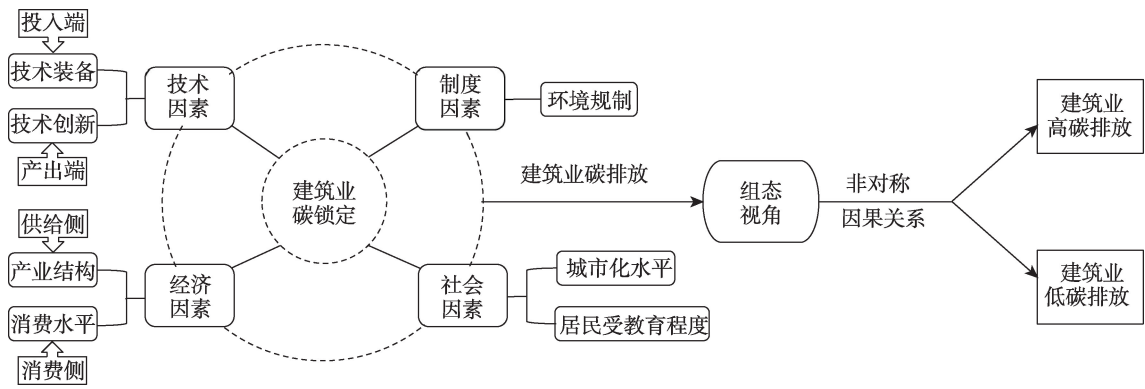 投入端
技术装备
技术创新
产出端
技术
因素
制度
因素
环境规制
建筑业
碳锁定
供给侧
产业结构
消费水平
消费侧
经济
因素
社会
因素
城市化水平
居民受教育程度
建筑业碳排放
组态
视角
非对称
因果关系
建筑业
高碳排放
建筑业
低碳排放